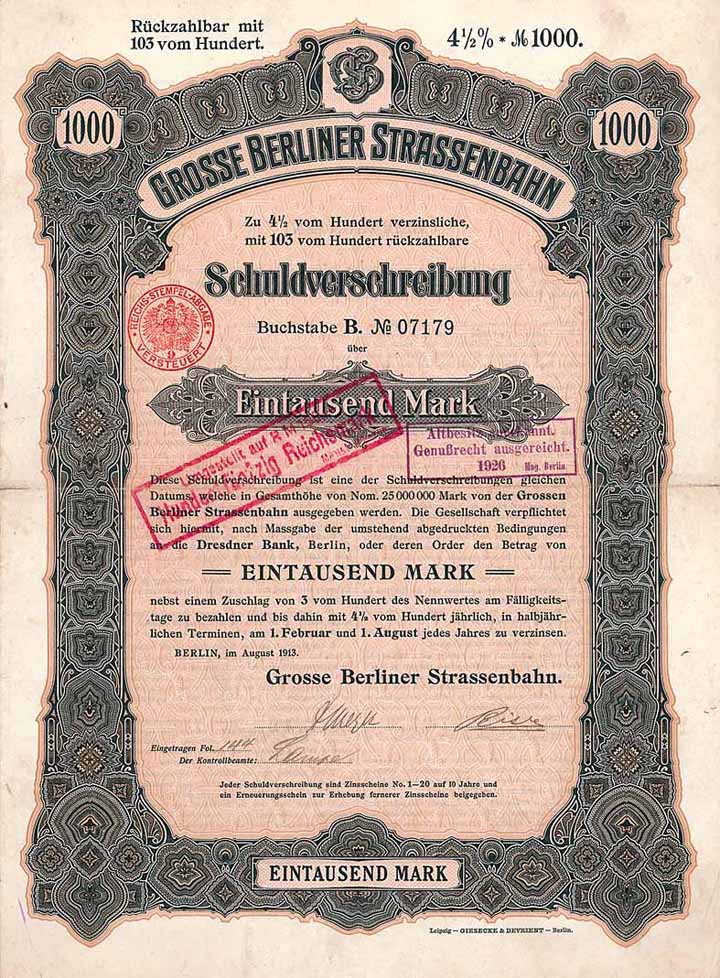 Rückzahlbar mit
103 vom Hundert.
4½% * ℳ 1000.
1000
1000
GROSSE BERLINER STRASSENBAHN
Zu 4½ vom Hundert verzinsliche,
mit 103 vom Hundert rückzahlbare
Schuldverschreibung
Buchstabe B. № 07179
über
REICHS-STEMPEL-ABGABE
9
VERSTEUERT
Eintausend Mark
gestellt auf R.M.
Hundertfünfzig Reichsmark
Altbesitz anerkannt.
Genußrecht ausgereicht.
1926 Mag. Berlin
Diese Schuldverschreibung ist eine der Schuldverschreibungen gleichen
Datums, welche in Gesamthöhe von Nom. 25 000 000 Mark von der Grossen
Berliner Strassenbahn ausgegeben werden. Die Gesellschaft verpflichtet
sich hiermit, nach Massgabe der umstehend abgedruckten Bedingungen
an die Dresdner Bank, Berlin, oder deren Order den Betrag von
EINTAUSEND MARK
nebst einem Zuschlag von 3 vom Hundert des Nennwertes am Fälligkeits-
tage zu bezahlen und bis dahin mit 4½ vom Hundert jährlich, in halbjähr-
lichen Terminen, am 1. Februar und 1. August jedes Jahres zu verzinsen.
BERLIN, im August 1913.
Grosse Berliner Strassenbahn.
Eingetragen Fol. 144
Der Kontrollbeamte:
Jeder Schuldverschreibung sind Zinsscheine No. 1—20 auf 10 Jahre und
ein Erneuerungsschein zur Erhebung fernerer Zinsscheine beigegeben.
EINTAUSEND MARK
Leipzig — GIESECKE & DEVRIENT — Berlin.